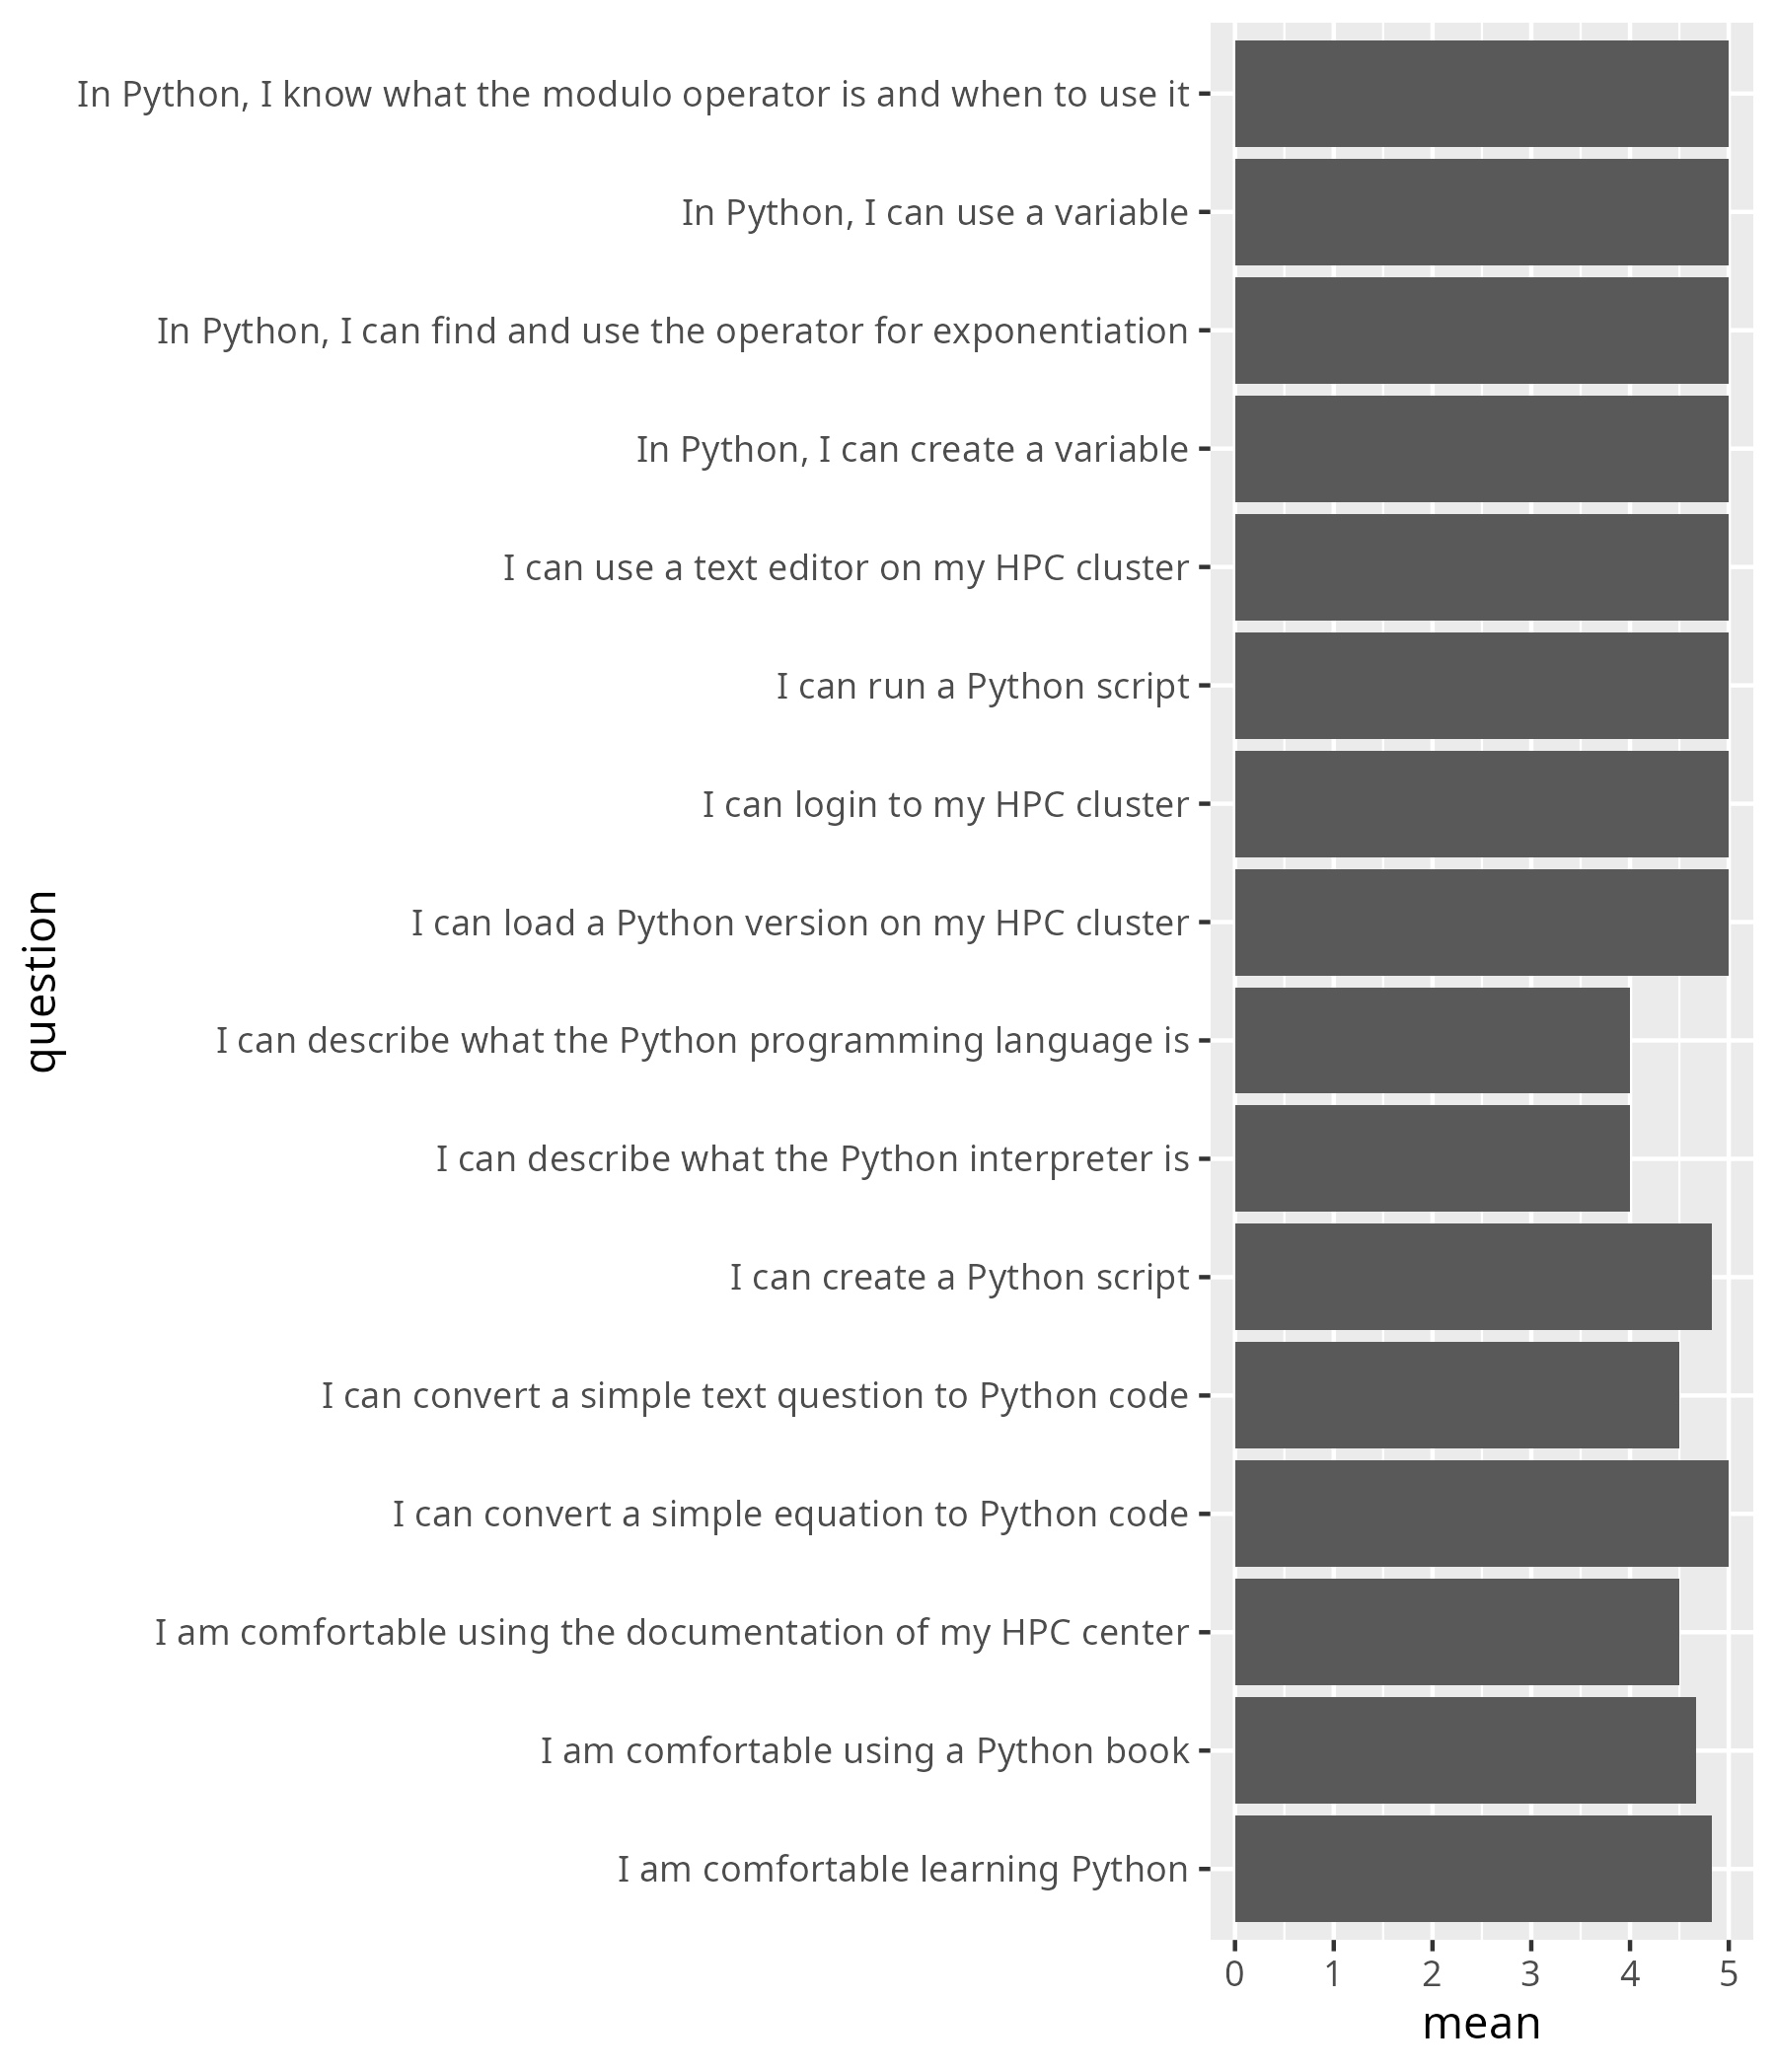 In Python, I know what the modulo operator is and when to use it
In Python, I can use a variable
In Python, I can find and use the operator for exponentiation
In Python, I can create a variable
I can use a text editor on my HPC cluster
I can run a Python script
I can login to my HPC cluster
I can load a Python version on my HPC cluster
question
I can describe what the Python programming language is
I can describe what the Python interpreter is
I can create a Python script
I can convert a simple text question to Python code
I can convert a simple equation to Python code
I am comfortable using the documentation of my HPC center
I am comfortable using a Python book
I am comfortable learning Python
0 1 2 3 4 5
mean